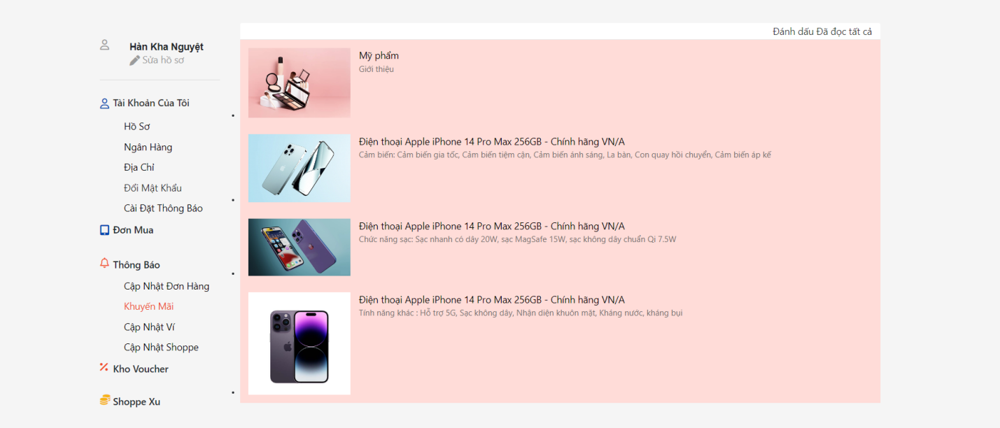 Hàn Kha Nguyệt
Sửa hồ sơ
Tài Khoản Của Tôi
Hồ Sơ
Ngân Hàng
Địa Chỉ
Đổi Mật Khẩu
Cài Đặt Thông Báo
Đơn Mua
Thông Báo
Cập Nhật Đơn Hàng
Khuyến Mãi
Cập Nhật Ví
Cập Nhật Shoppe
Kho Voucher
Shoppe Xu
Đánh dấu Đã đọc tất cả
Mỹ phẩm
Giới thiệu
Điện thoại Apple iPhone 14 Pro Max 256GB - Chính hãng VN/A
Cảm biến: Cảm biến gia tốc, Cảm biến tiệm cận, Cảm biến ánh sáng, La bàn, Con quay hồi chuyển, Cảm biến áp kế
Điện thoại Apple iPhone 14 Pro Max 256GB - Chính hãng VN/A
Chức năng sạc: Sạc nhanh có dây 20W, sạc MagSafe 15W, sạc không dây chuẩn Qi 7.5W
Điện thoại Apple iPhone 14 Pro Max 256GB - Chính hãng VN/A
Tính năng khác : Hỗ trợ 5G, Sạc không dây, Nhận diện khuôn mặt, Kháng nước, kháng bụi